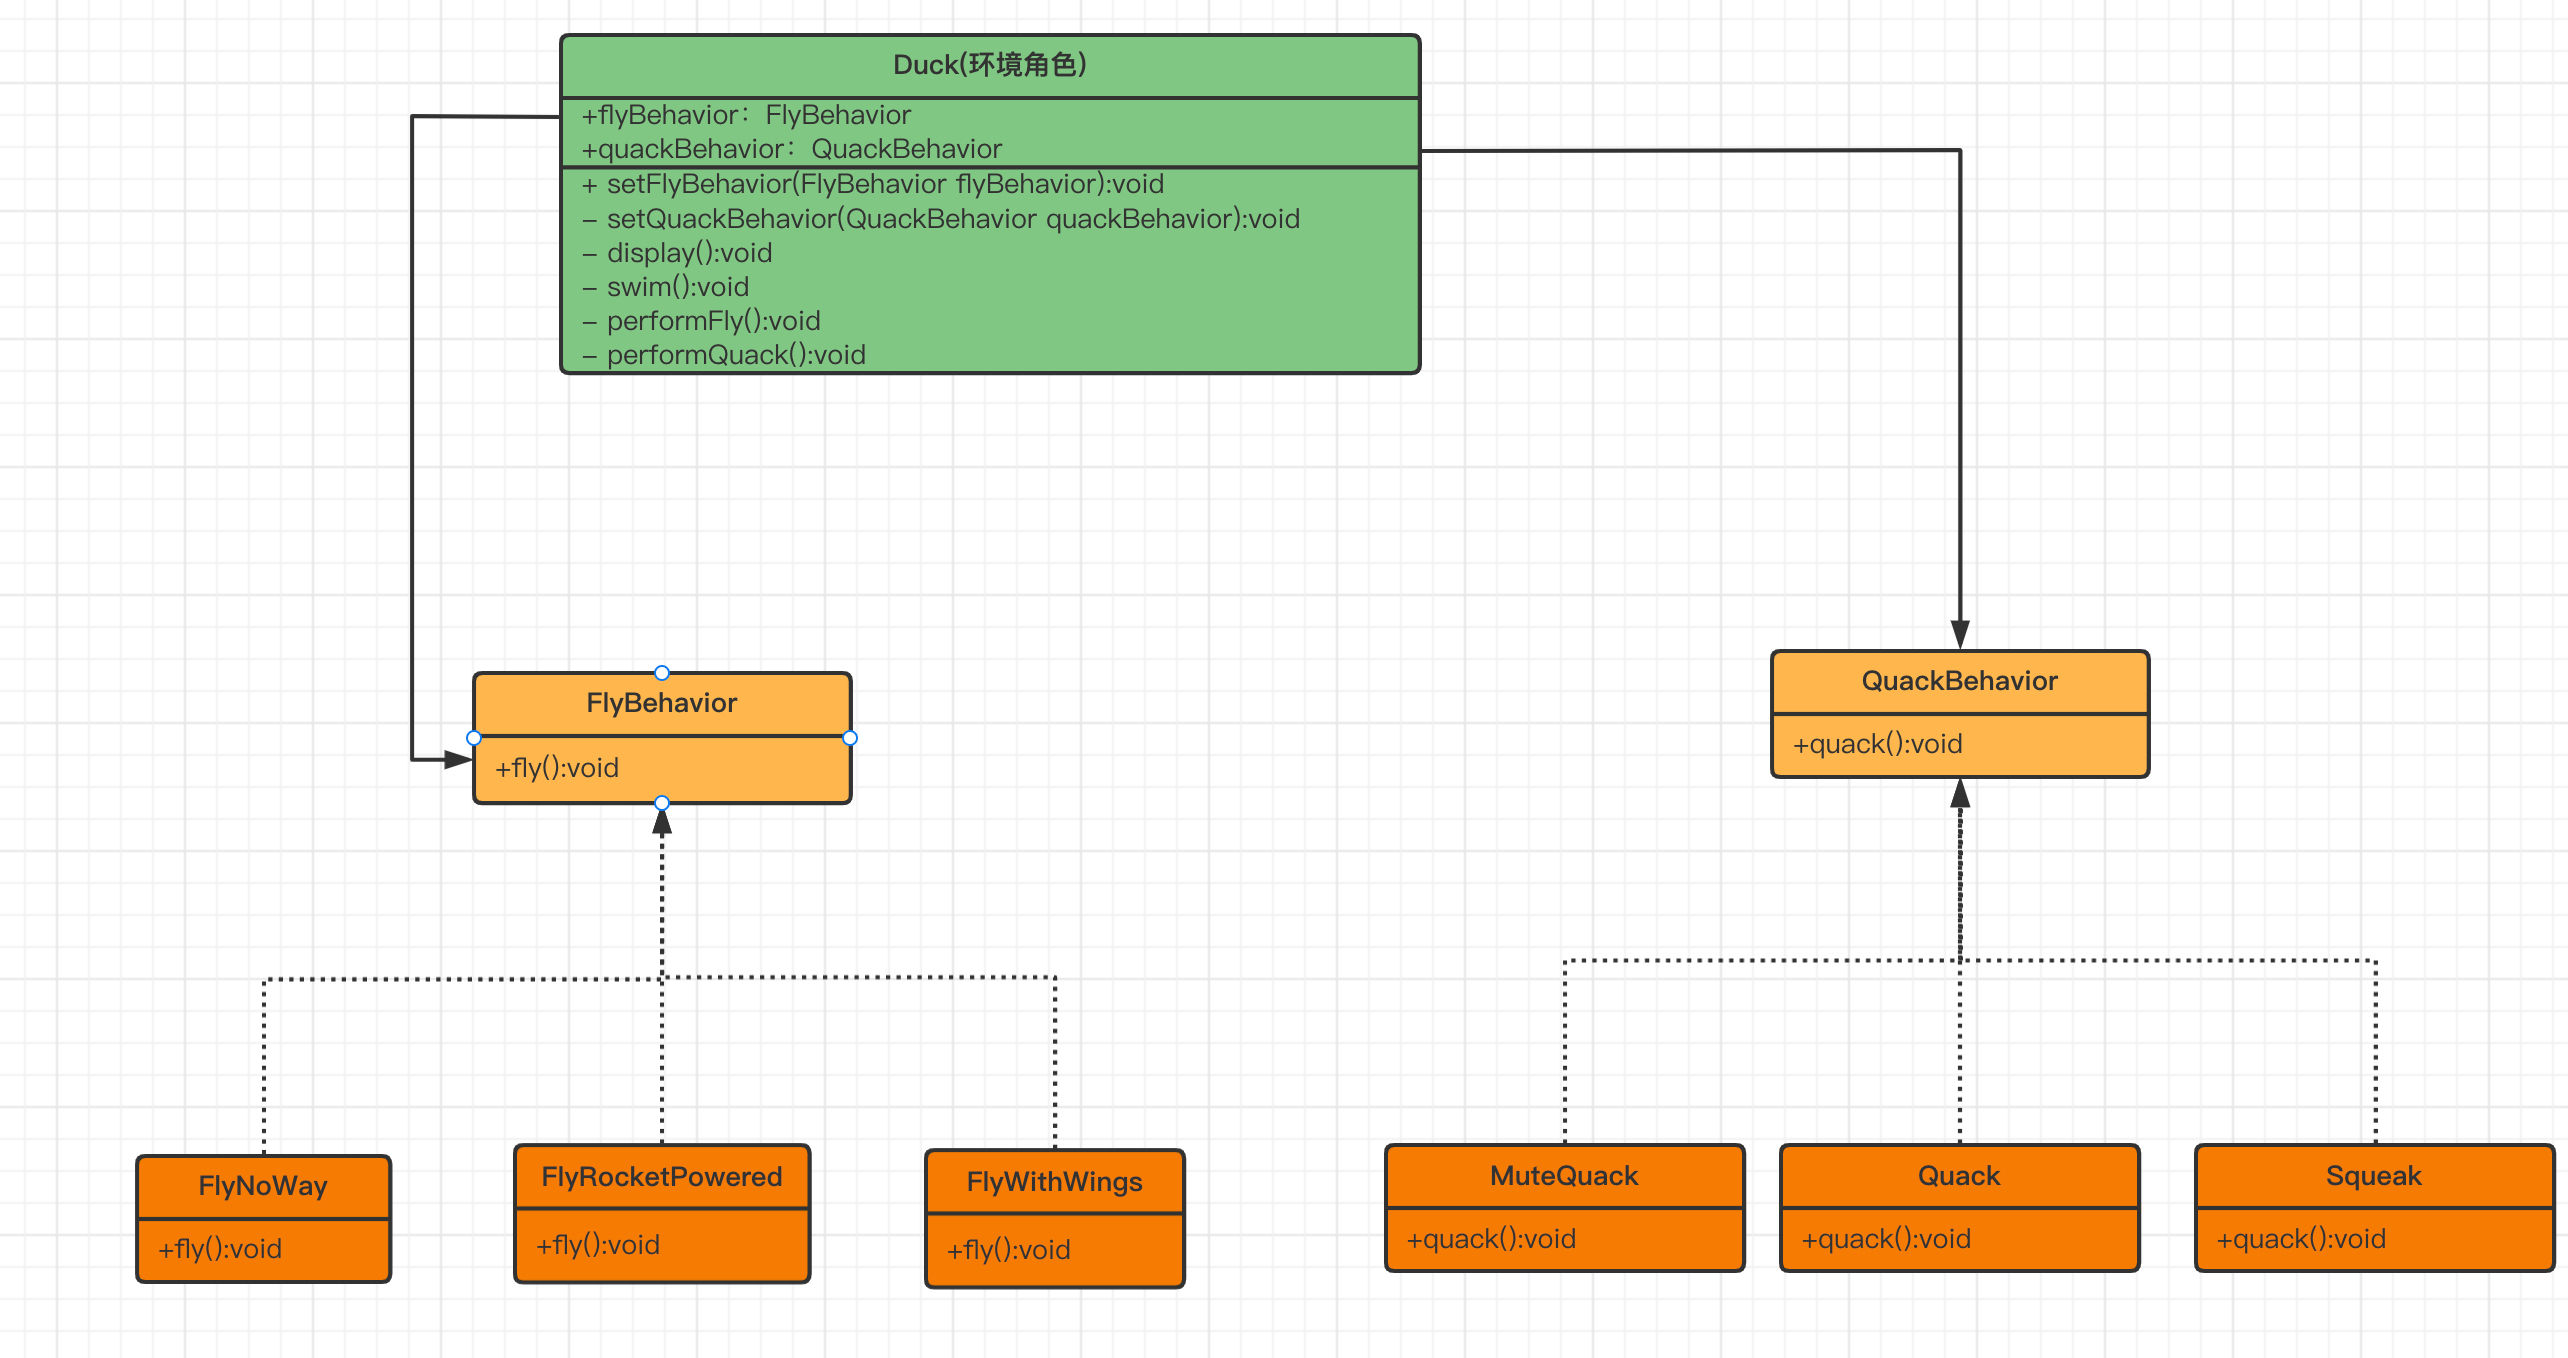 Duck(环境角色)
+flyBehavior：FlyBehavior
+quackBehavior：QuackBehavior
+ setFlyBehavior(FlyBehavior flyBehavior):void
– setQuackBehavior(QuackBehavior quackBehavior):void
– display():void
– swim():void
– performFly():void
– performQuack():void
FlyBehavior
+fly():void
QuackBehavior
+quack():void
FlyNoWay
+fly():void
FlyRocketPowered
+fly():void
FlyWithWings
+fly():void
MuteQuack
+quack():void
Quack
+quack():void
Squeak
+quack():void